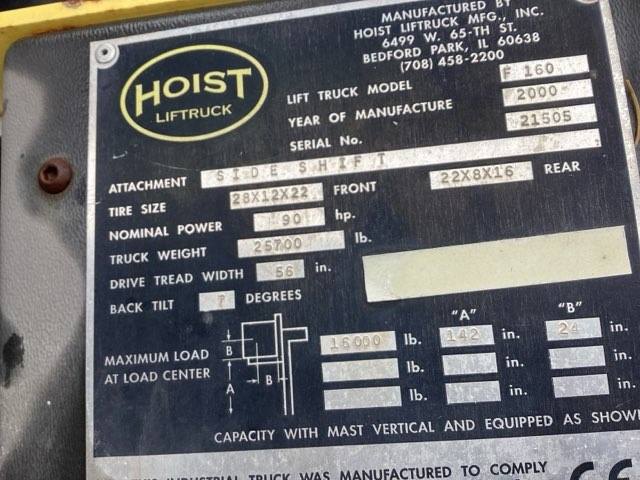 MANUFACTURED BY
HOIST LIFTRUCK MFG., INC.
6499 W. 65-TH ST.
BEDFORD PARK, IL 60638
(708) 458-2200
HOIST
LIFTRUCK
LIFT TRUCK MODEL F 160
YEAR OF MANUFACTURE 2000
SERIAL No. 21505
ATTACHMENT SIDE SHIFT
TIRE SIZE 28X12X22 FRONT 22X8X16 REAR
NOMINAL POWER 90 hp.
TRUCK WEIGHT 25700 lb.
DRIVE TREAD WIDTH 56 in.
BACK TILT 7 DEGREES
"A" "B"
MAXIMUM LOAD
AT LOAD CENTER
B
A
B
16000 lb. 142 in. 24 in.
lb. in. in.
lb. in. in.
CAPACITY WITH MAST VERTICAL AND EQUIPPED AS SHOW
INDUSTRIAL TRUCK WAS MANUFACTURED TO COMPLY
CE